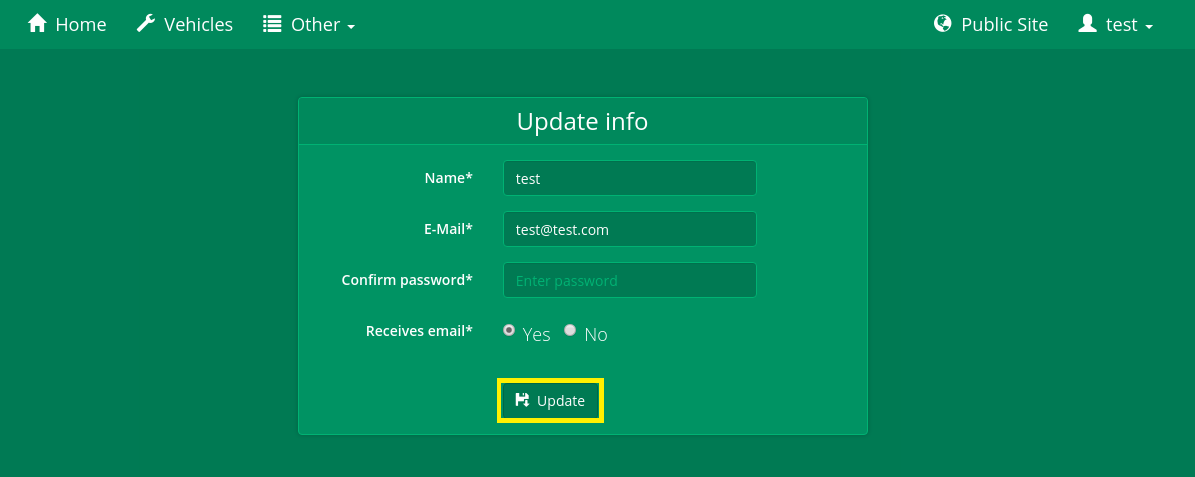 Home Vehicles Other Public Site test
Update info
Name* test
E-Mail* test@test.com
Confirm password* Enter password
Receives email* Yes No
Update